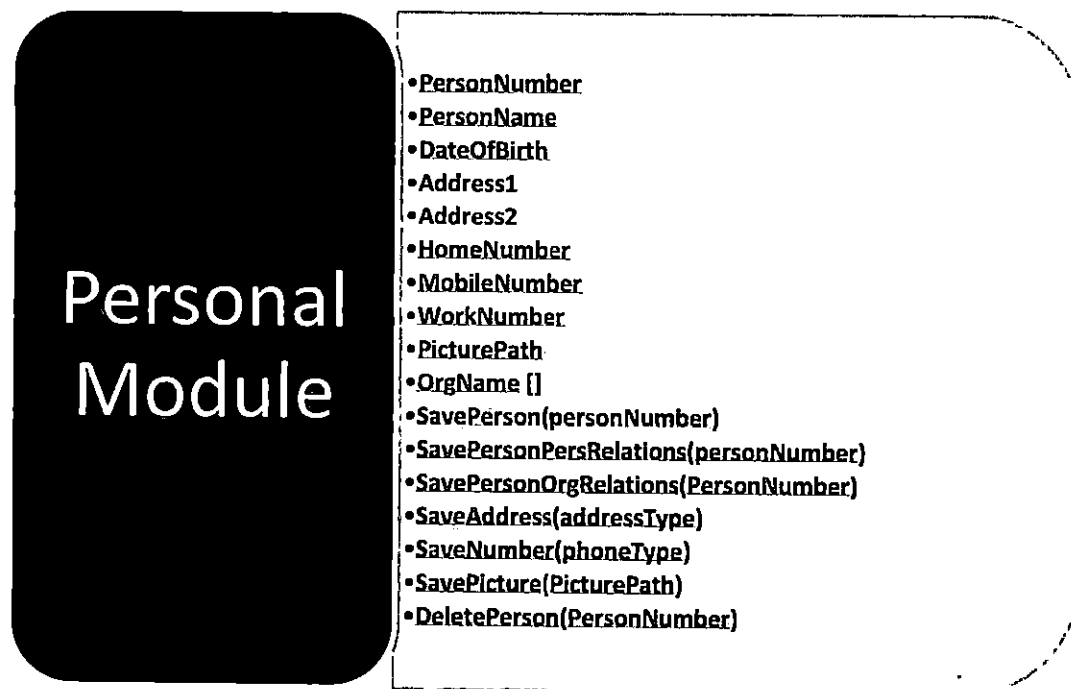 Personal
Module
•PersonNumber
•PersonName
•DateOfBirth
•Address1
•Address2
•HomeNumber
•MobileNumber
•WorkNumber
•PicturePath
•OrgName []
•SavePerson(personNumber)
•SavePersonPersRelations(personNumber)
•SavePersonOrgRelations(PersonNumber)
•SaveAddress(addressType)
•SaveNumber(phoneType)
•SavePicture(PicturePath)
•DeletePerson(PersonNumber)